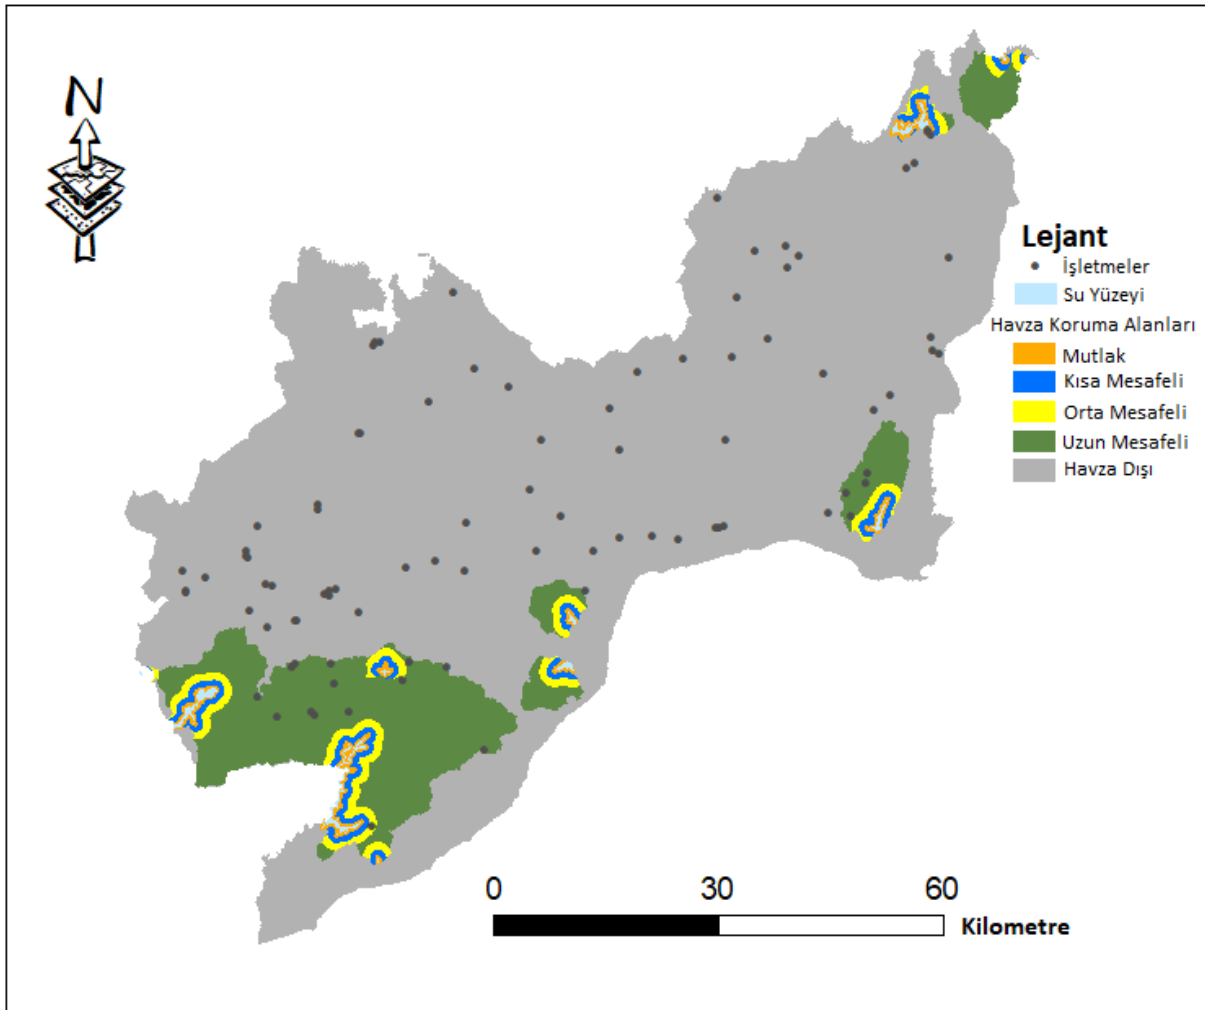 N
Lejant
İşletmeler
Su Yüzeyi
Havza Koruma Alanları
Mutlak
Kısa Mesafeli
Orta Mesafeli
Uzun Mesafeli
Havza Dışı
0 30 60
Kilometre